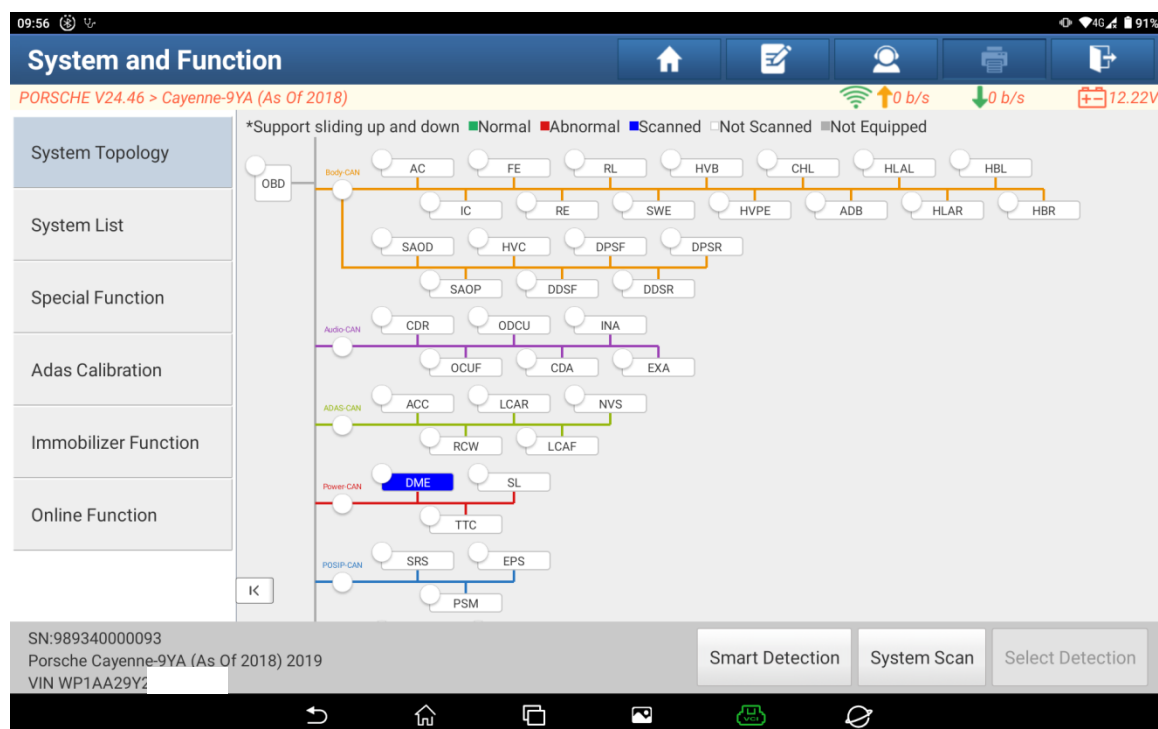 09:56 4G 91%
System and Function
PORSCHE V24.46 > Cayenne-9YA (As Of 2018) 0 b/s 0 b/s 12.22V
*Support sliding up and down Normal Abnormal Scanned Not Scanned Not Equipped
System Topology
System List
Special Function
Adas Calibration
Immobilizer Function
Online Function
OBD
Body-CAN AC FE RL HVB CHL HLAL HBL
IC RE SWE HVPE ADB HLAR HBR
SAOD HVC DPSF DPSR
SAOP DDSF DDSR
Audio-CAN CDR ODCU INA
OCUF CDA EXA
ADAS-CAN ACC LCAR NVS
RCW LCAF
Power-CAN DME SL
TTC
POSIP-CAN SRS EPS
PSM
SN:989340000093
Porsche Cayenne-9YA (As Of 2018) 2019
VIN WP1AA29Y2
Smart Detection System Scan Select Detection
VCI